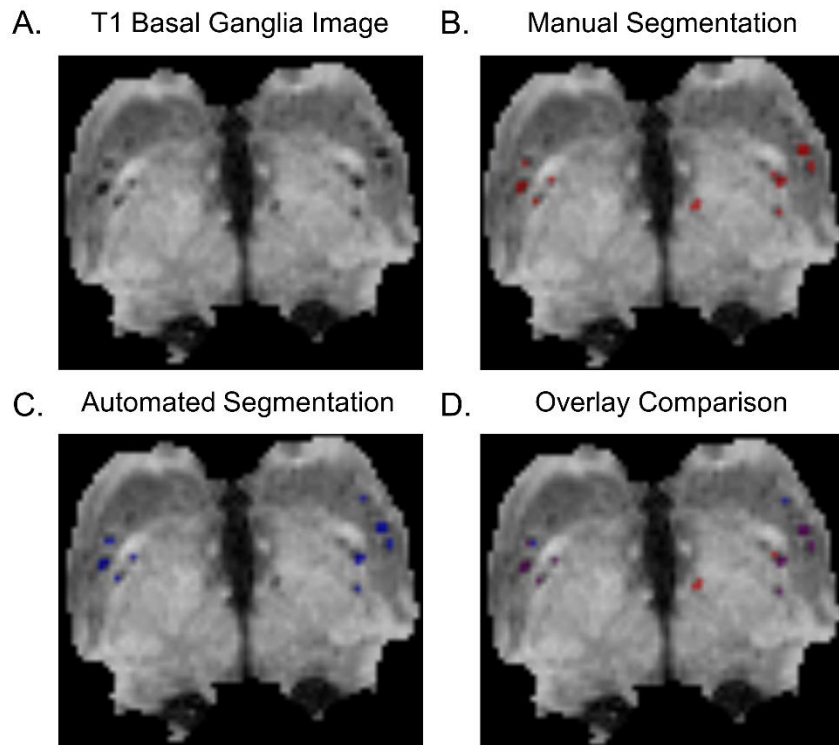 A. T1 Basal Ganglia Image
B. Manual Segmentation
C. Automated Segmentation
D. Overlay Comparison